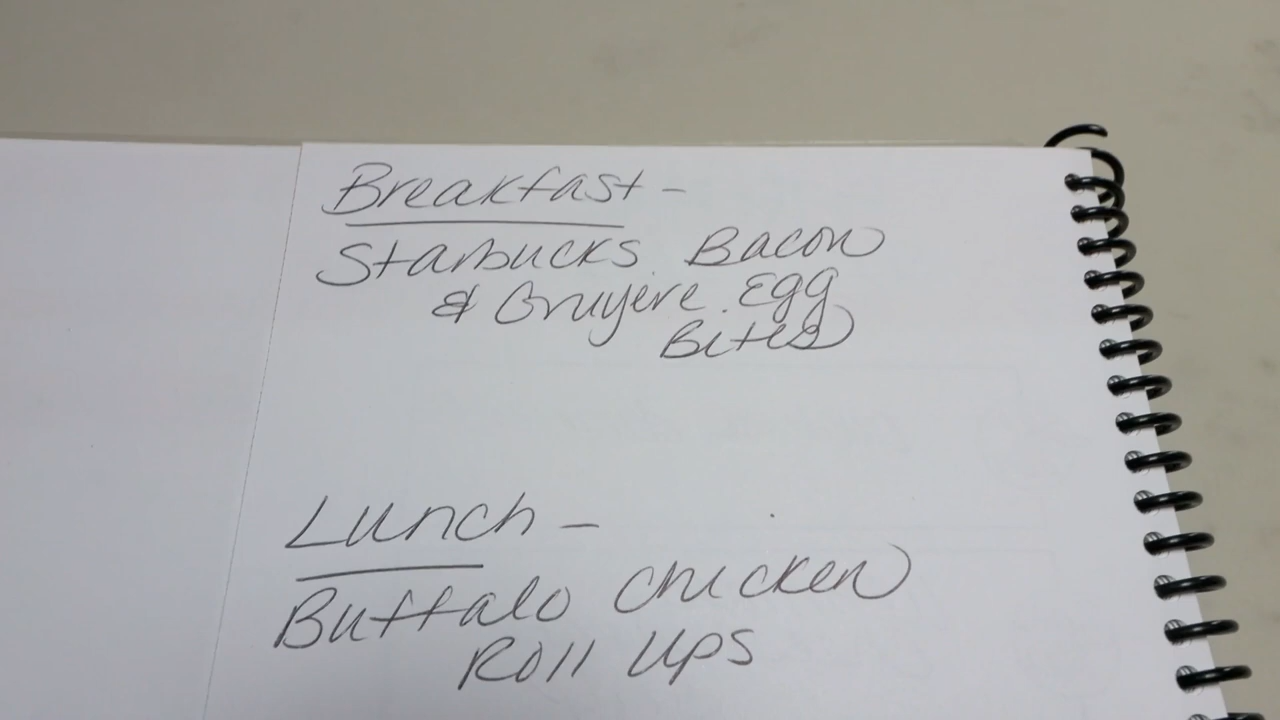 Breakfast -
Starbucks Bacon
& Gruyere Egg
Bites
Lunch -
Buffalo Chicken
Roll Ups